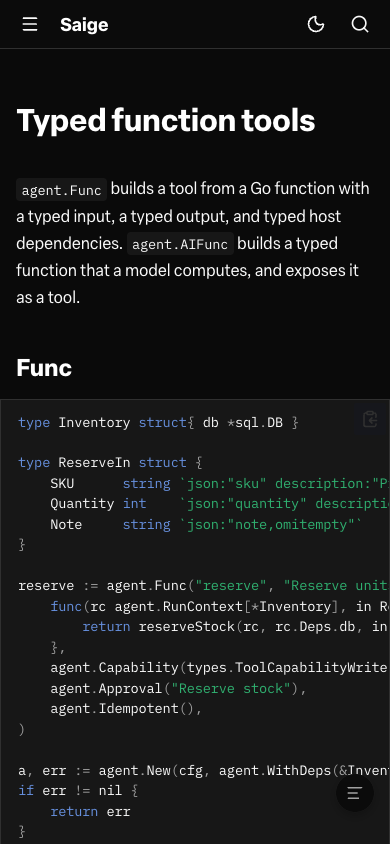 Saige
Typed function tools
agent.Func builds a tool from a Go function with
a typed input, a typed output, and typed host
dependencies. agent.AIFunc builds a typed
function that a model computes, and exposes it
as a tool.
Func
type Inventory struct{ db *sql.DB }
type ReserveIn struct {
    SKU      string `json:"sku" description:"P
    Quantity int    `json:"quantity" descripti
    Note     string `json:"note,omitempty"`
}
reserve := agent.Func("reserve", "Reserve unit
    func(rc agent.RunContext[*Inventory], in R
        return reserveStock(rc, rc.Deps.db, in
    },
    agent.Capability(types.ToolCapabilityWrite
    agent.Approval("Reserve stock"),
    agent.Idempotent(),
)
a, err := agent.New(cfg, agent.WithDeps(&Inven
if err != nil {
    return err
}